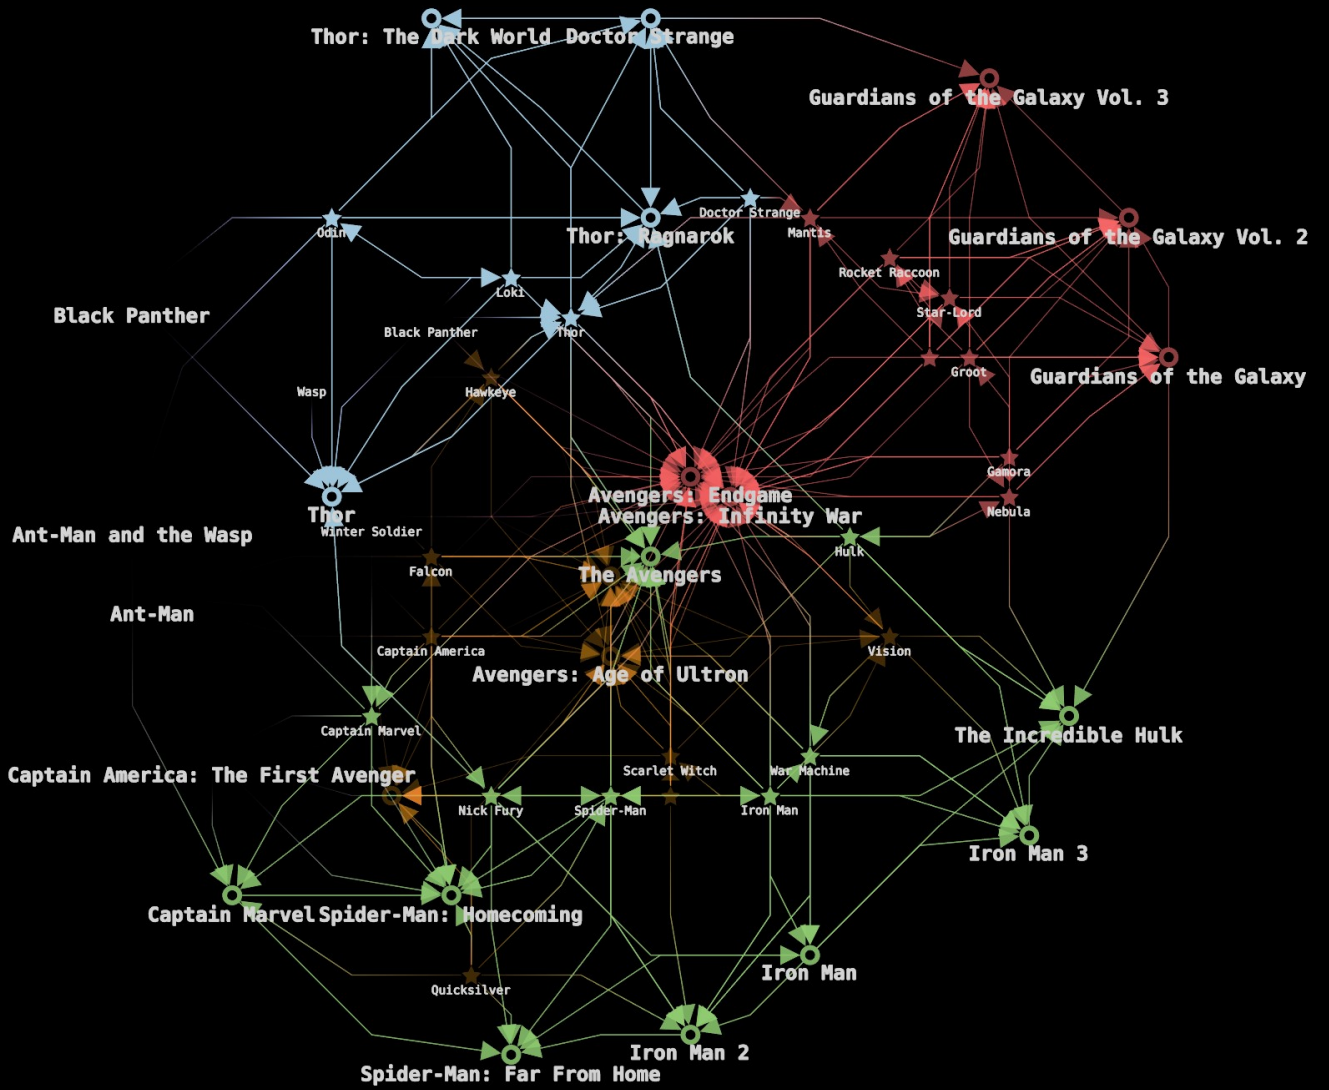 Thor: The Dark World
Doctor Strange
Guardians of the Galaxy Vol. 3
Doctor Strange
Mantis
Odin
Thor: Ragnarok
Guardians of the Galaxy Vol. 2
Rocket Raccoon
Loki
Star-Lord
Black Panther
Black Panther
Thor
Groot
Guardians of the Galaxy
Wasp
Hawkeye
Gamora
Avengers: Endgame
Nebula
Thor
Avengers: Infinity War
Winter Soldier
Ant-Man and the Wasp
Hulk
Falcon
The Avengers
Ant-Man
Captain America
Vision
Avengers: Age of Ultron
Captain Marvel
The Incredible Hulk
Captain America: The First Avenger
Scarlet Witch
War Machine
Nick Fury
Spider-Man
Iron Man
Iron Man 3
Captain Marvel
Spider-Man: Homecoming
Iron Man
Quicksilver
Iron Man 2
Spider-Man: Far From Home